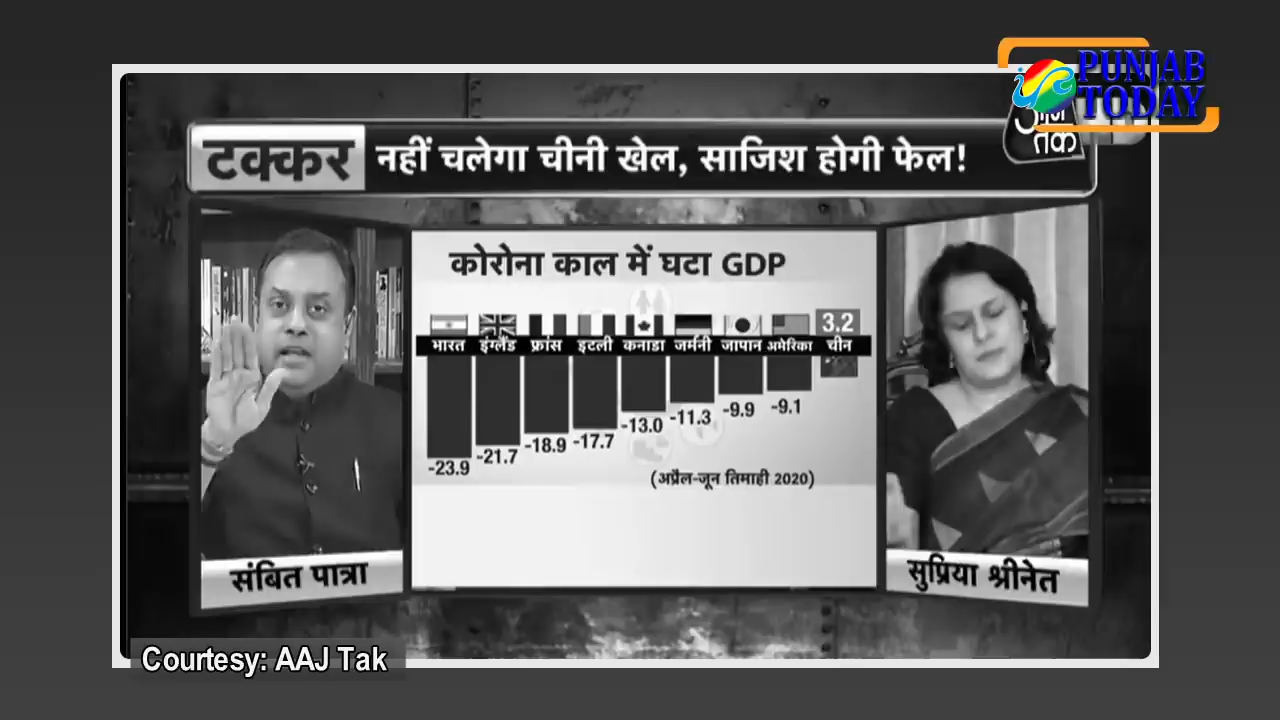 PUNJAB
TODAY
तक
टक्कर
नहीं चलेगा चीनी खेल, साजिश होगी फेल!
कोरोना काल में घटा GDP
3.2
भारत इंग्लैंड फ्रांस इटली कनाडा जर्मनी जापान अमेरिका चीन
-23.9 -21.7 -18.9 -17.7 -13.0 -11.3 -9.9 -9.1
(अप्रैल-जून तिमाही 2020)
संबित पात्रा
सुप्रिया श्रीनेत
Courtesy: AAJ Tak